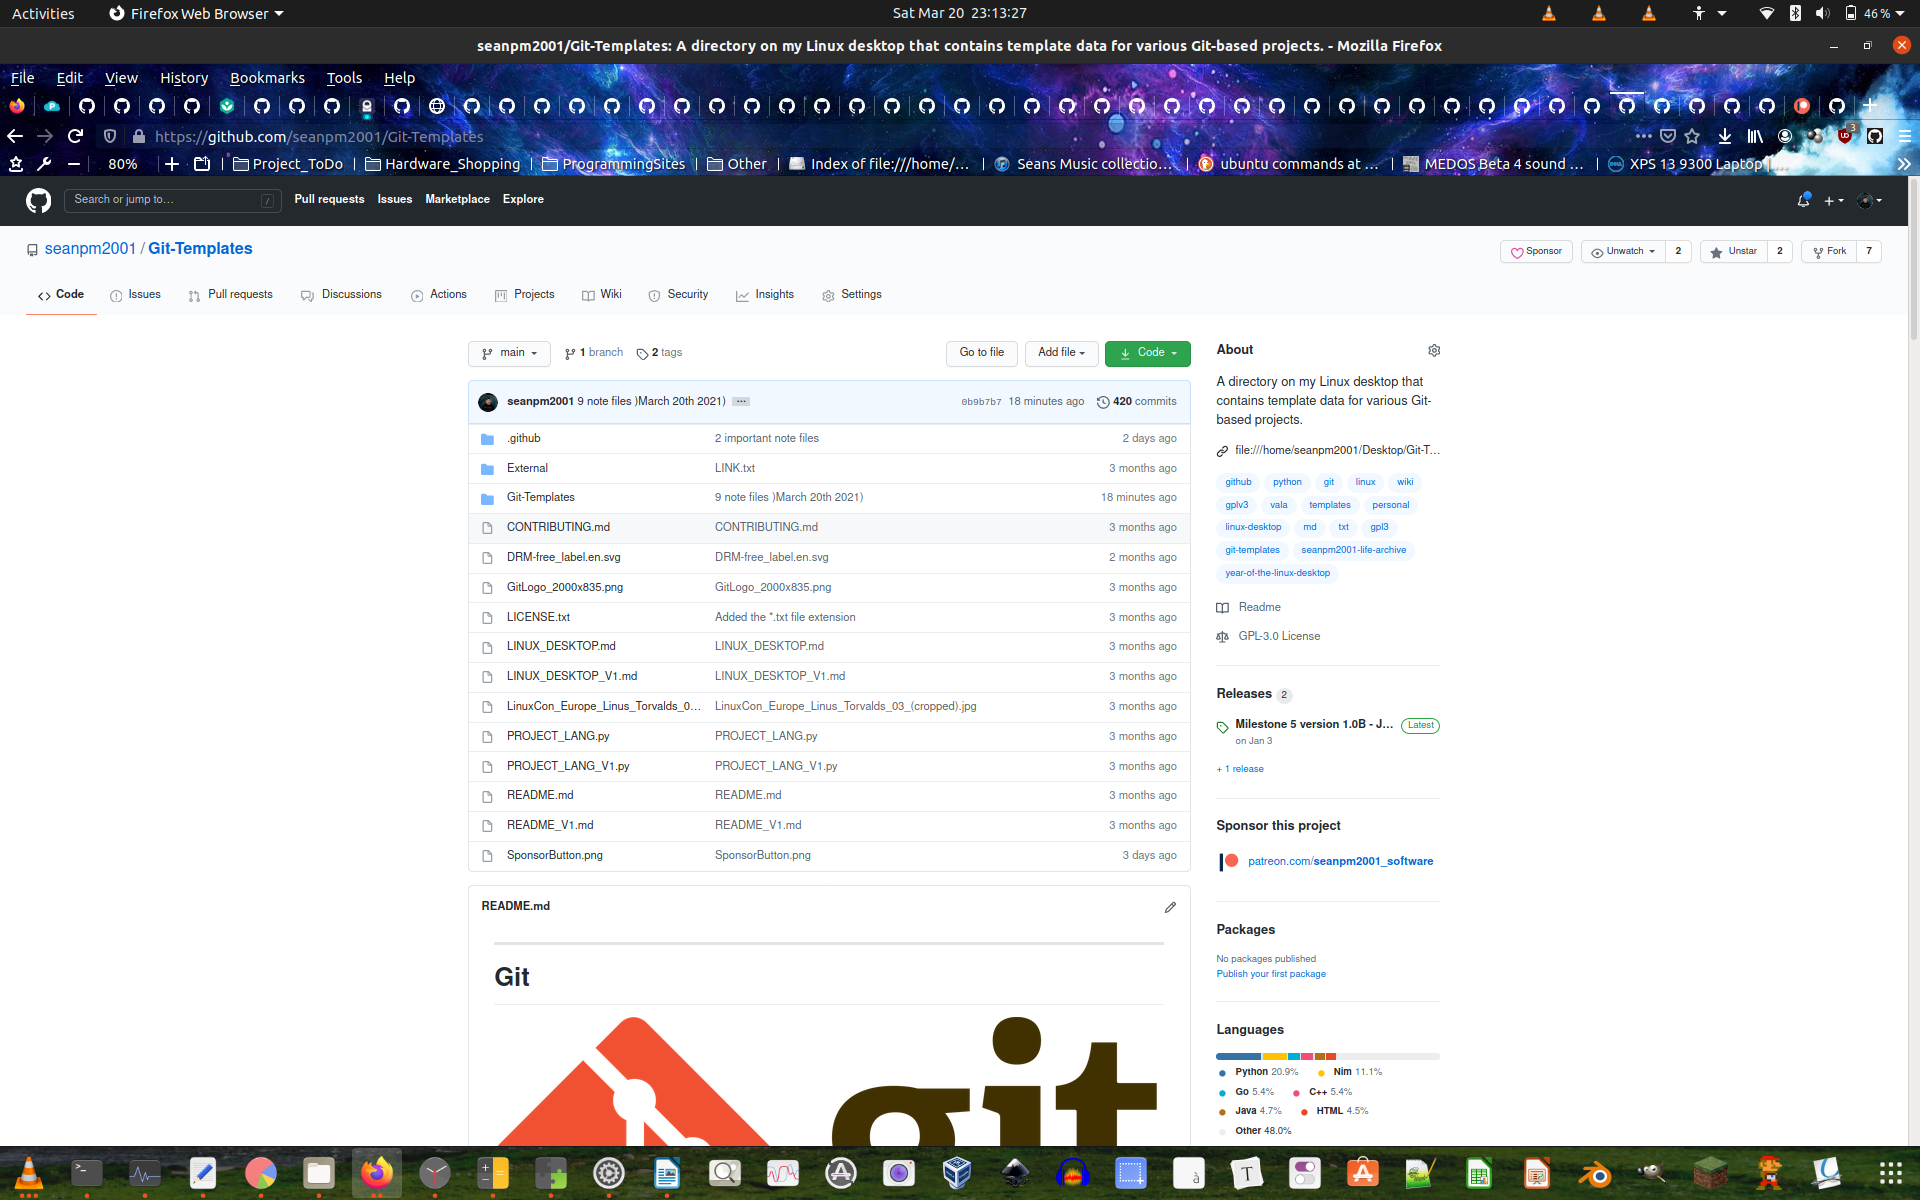 Activities Firefox Web Browser Sat Mar 20 23:13:27 46 %
seanpm2001/Git-Templates: A directory on my Linux desktop that contains template data for various Git-based projects. - Mozilla Firefox
File Edit View History Bookmarks Tools Help
https://github.com/seanpm2001/Git-Templates 3
80% Project_ToDo Hardware_Shopping ProgrammingSites Other Index of file:///home/... Seans Music collectio... ubuntu commands at ... MEDOS Beta 4 sound ... XPS 13 9300 Laptop
Search or jump to... / Pull requests Issues Marketplace Explore
seanpm2001 / Git-Templates Sponsor Unwatch 2 Unstar 2 Fork 7
Code Issues Pull requests Discussions Actions Projects Wiki Security Insights Settings
main 1 branch 2 tags Go to file Add file Code
seanpm2001 9 note files )March 20th 2021) ... 0b9b7b7 18 minutes ago 420 commits
.github 2 important note files 2 days ago
External LINK.txt 3 months ago
Git-Templates 9 note files )March 20th 2021) 18 minutes ago
CONTRIBUTING.md CONTRIBUTING.md 3 months ago
DRM-free_label.en.svg DRM-free_label.en.svg 2 months ago
GitLogo_2000x835.png GitLogo_2000x835.png 3 months ago
LICENSE.txt Added the *.txt file extension 3 months ago
LINUX_DESKTOP.md LINUX_DESKTOP.md 3 months ago
LINUX_DESKTOP_V1.md LINUX_DESKTOP_V1.md 3 months ago
LinuxCon_Europe_Linus_Torvalds_0... LinuxCon_Europe_Linus_Torvalds_03_(cropped).jpg 3 months ago
PROJECT_LANG.py PROJECT_LANG.py 3 months ago
PROJECT_LANG_V1.py PROJECT_LANG_V1.py 3 months ago
README.md README.md 3 months ago
README_V1.md README_V1.md 3 months ago
SponsorButton.png SponsorButton.png 3 days ago
README.md
Git
git
About
A directory on my Linux desktop that
contains template data for various Git-
based projects.
file:///home/seanpm2001/Desktop/Git-T...
github python git linux wiki
gplv3 vala templates personal
linux-desktop md txt gpl3
git-templates seanpm2001-life-archive
year-of-the-linux-desktop
Readme
GPL-3.0 License
Releases 2
Milestone 5 version 1.0B - J... Latest
on Jan 3
+ 1 release
Sponsor this project
patreon.com/seanpm2001_software
Packages
No packages published
Publish your first package
Languages
Python 20.9% Nim 11.1%
Go 5.4% C++ 5.4%
Java 4.7% HTML 4.5%
Other 48.0%